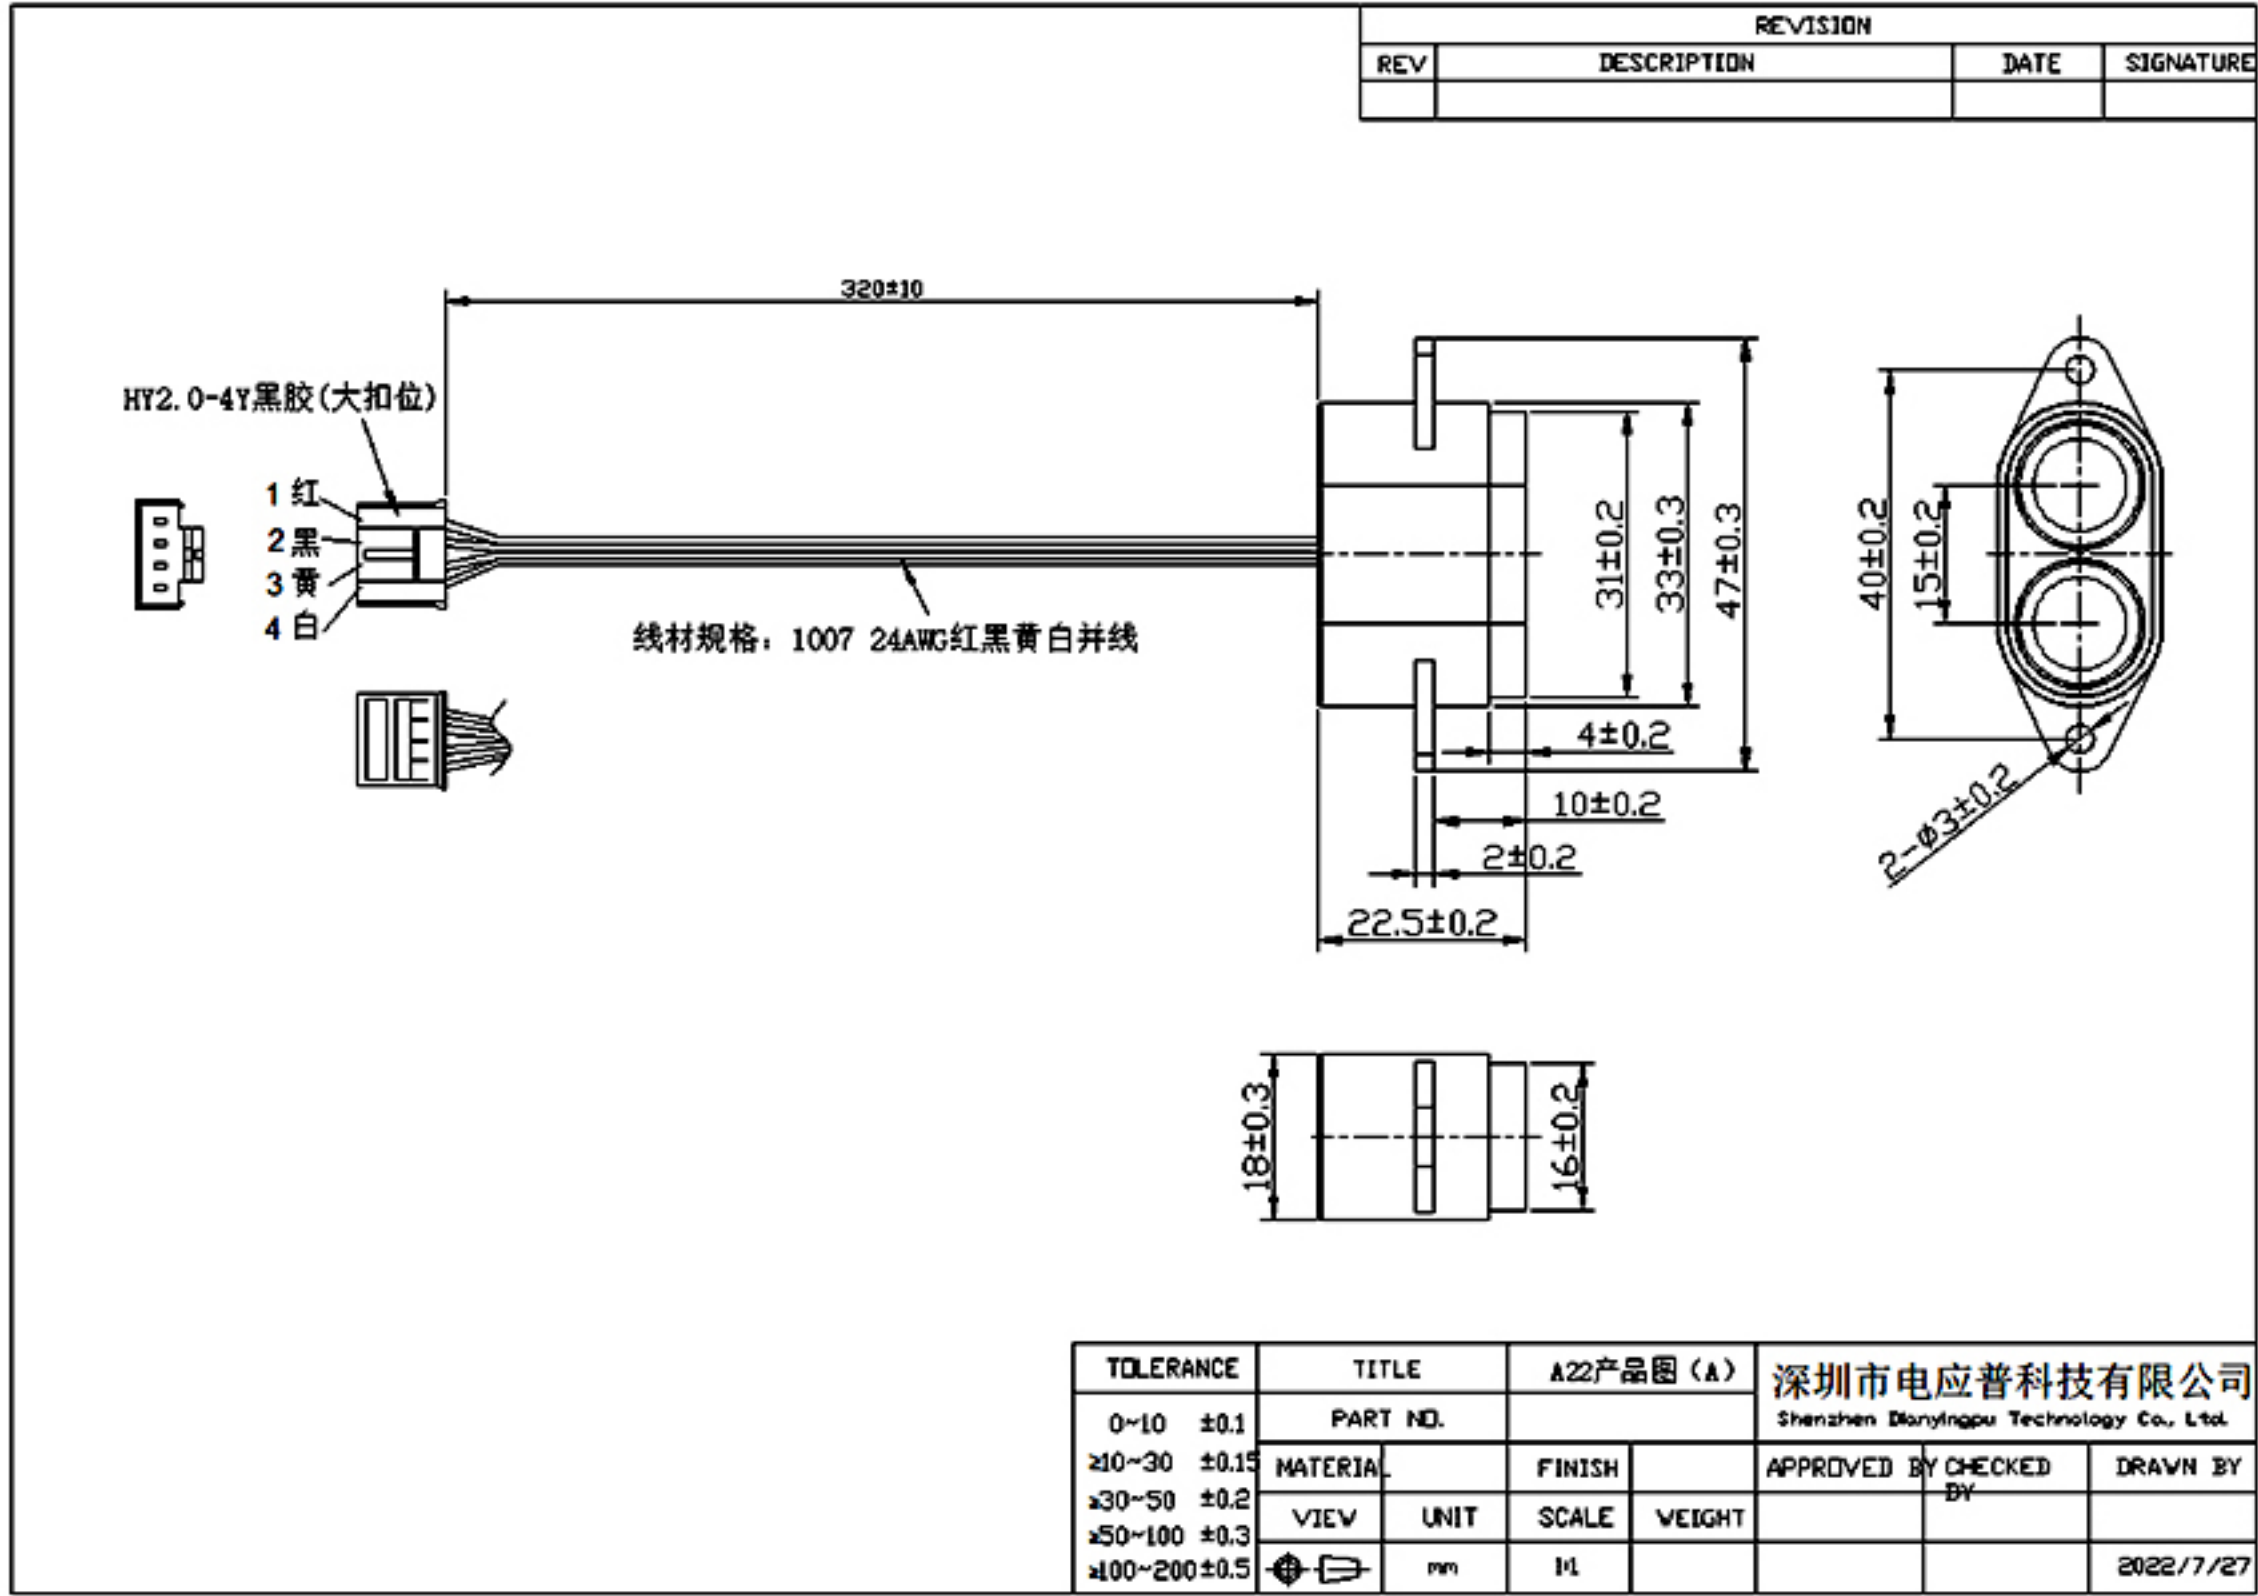 REVISION
REV DESCRIPTION DATE SIGNATURE
320±10
HY2.0-4Y黑胶(大扣位)
1 红
2 黑
3 黄
4 白
线材规格：1007 24AWG红黑黄白并线
31±0.2
33±0.3
47±0.3
4±0.2
10±0.2
2±0.2
22.5±0.2
40±0.2
15±0.2
2-ø3±0.2
18±0.3
16±0.2
TOLERANCE
0~10 ±0.1
≥10~30 ±0.15
≥30~50 ±0.2
≥50~100 ±0.3
≥100~200 ±0.5
TITLE A22产品图（A）
PART NO.
MATERIAL FINISH
VIEW UNIT SCALE WEIGHT
mm 1:1
深圳市电应普科技有限公司
Shenzhen Dianyingpu Technology Co., Ltd.
APPROVED BY CHECKED BY DRAWN BY
2022/7/27